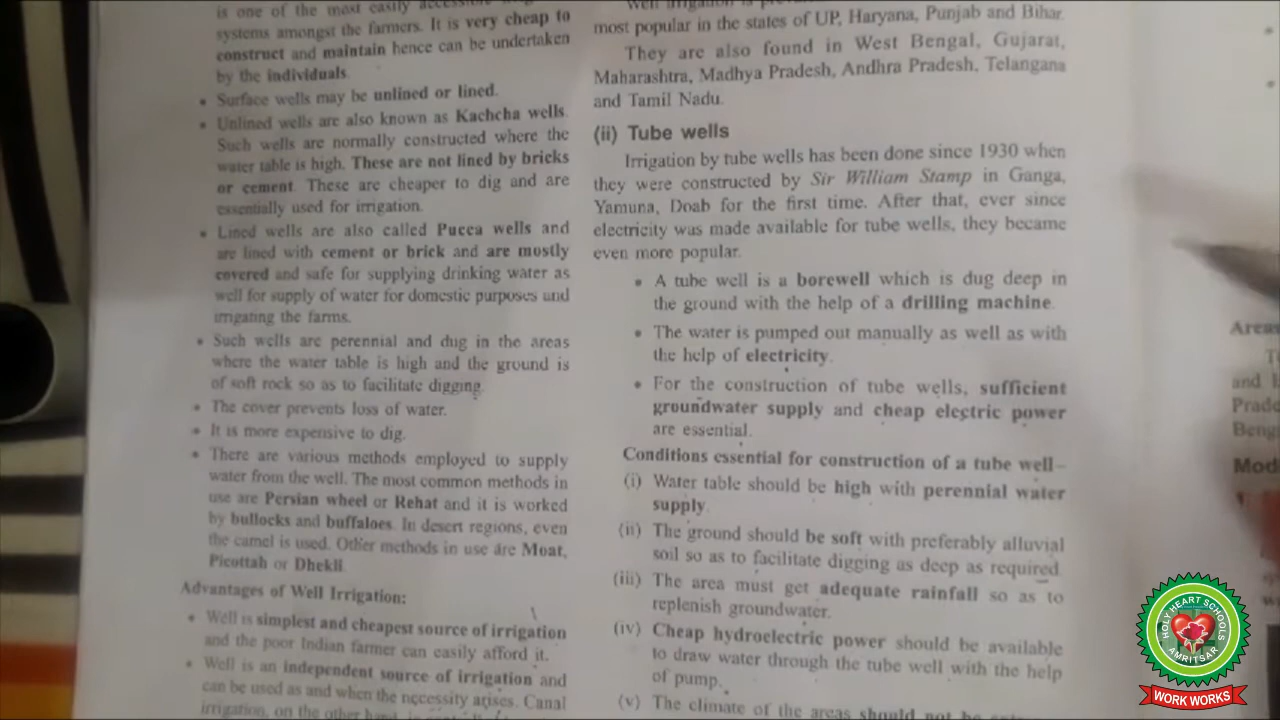 is one of the most easily
systems amongst the farmers. It is very cheap to
construct and maintain hence can be undertaken
by the individuals.
• Surface wells may be unlined or lined.
• Unlined wells are also known as Kachcha wells.
Such wells are normally constructed where the
water table is high. These are not lined by bricks
or cement. These are cheaper to dig and are
essentially used for irrigation.
• Lined wells are also called Pucca wells and
are lined with cement or brick and are mostly
covered and safe for supplying drinking water as
well for supply of water for domestic purposes and
irrigating the farms.
• Such wells are perennial and dug in the areas
where the water table is high and the ground is
of soft rock so as to facilitate digging.
• The cover prevents loss of water.
• It is more expensive to dig.
• There are various methods employed to supply
water from the well. The most common methods in
use are Persian wheel or Rehat and it is worked
by bullocks and buffaloes. In desert regions, even
the camel is used. Other methods in use are Moat,
Picottah or Dhekli.
Advantages of Well Irrigation:
• Well is simplest and cheapest source of irrigation
and the poor Indian farmer can easily afford it.
• Well is an independent source of irrigation and
can be used as and when the necessity arises. Canal
irrigation, on the other hand,
most popular in the states of UP, Haryana, Punjab and Bihar.
They are also found in West Bengal, Gujarat,
Maharashtra, Madhya Pradesh, Andhra Pradesh, Telangana
and Tamil Nadu.
(ii) Tube wells
Irrigation by tube wells has been done since 1930 when
they were constructed by Sir William Stamp in Ganga,
Yamuna, Doab for the first time. After that, ever since
electricity was made available for tube wells, they became
even more popular.
• A tube well is a borewell which is dug deep in
the ground with the help of a drilling machine.
• The water is pumped out manually as well as with
the help of electricity.
• For the construction of tube wells, sufficient
groundwater supply and cheap electric power
are essential.
Conditions essential for construction of a tube well–
(i) Water table should be high with perennial water
supply.
(ii) The ground should be soft with preferably alluvial
soil so as to facilitate digging as deep as required.
(iii) The area must get adequate rainfall so as to
replenish groundwater.
(iv) Cheap hydroelectric power should be available
to draw water through the tube well with the help
of pump.
(v) The climate of the areas should not be
Areas
and
HOLY HEART SCHOOLS
AMRITSAR
WORK WORKS